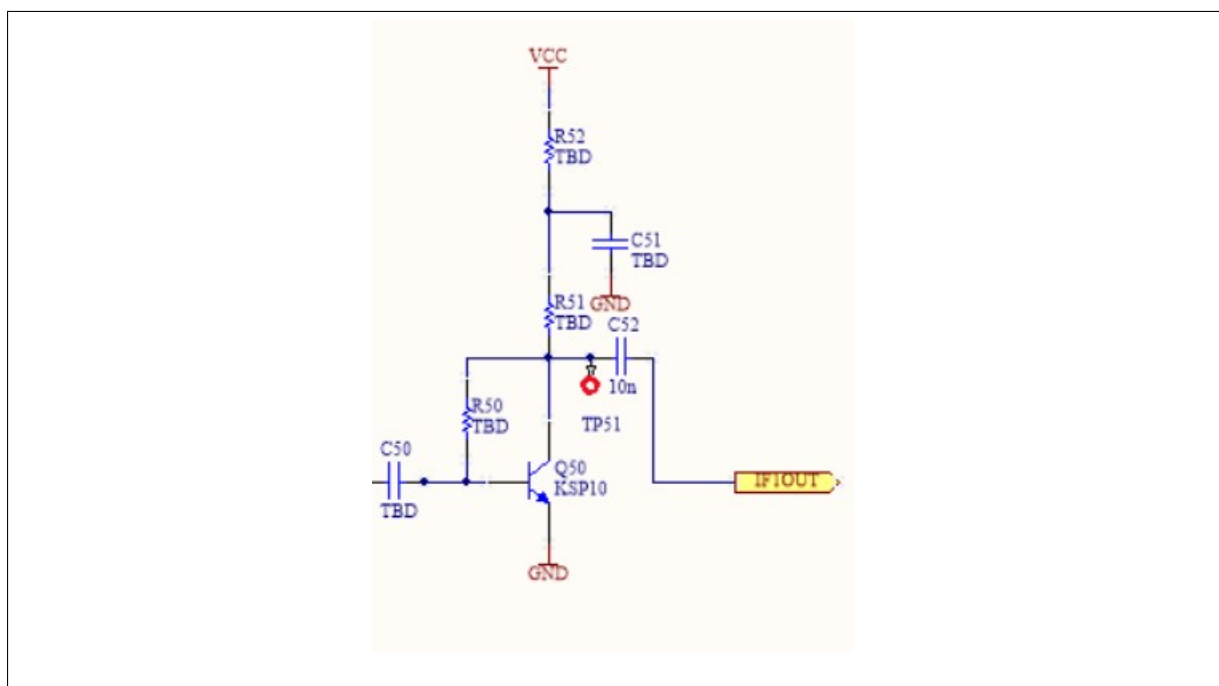 VCC
R52
TBD
C51
TBD
GND
R51
TBD
C52
10n
TP51
R50
TBD
C50
TBD
Q50
KSP10
IF1OUT
GND